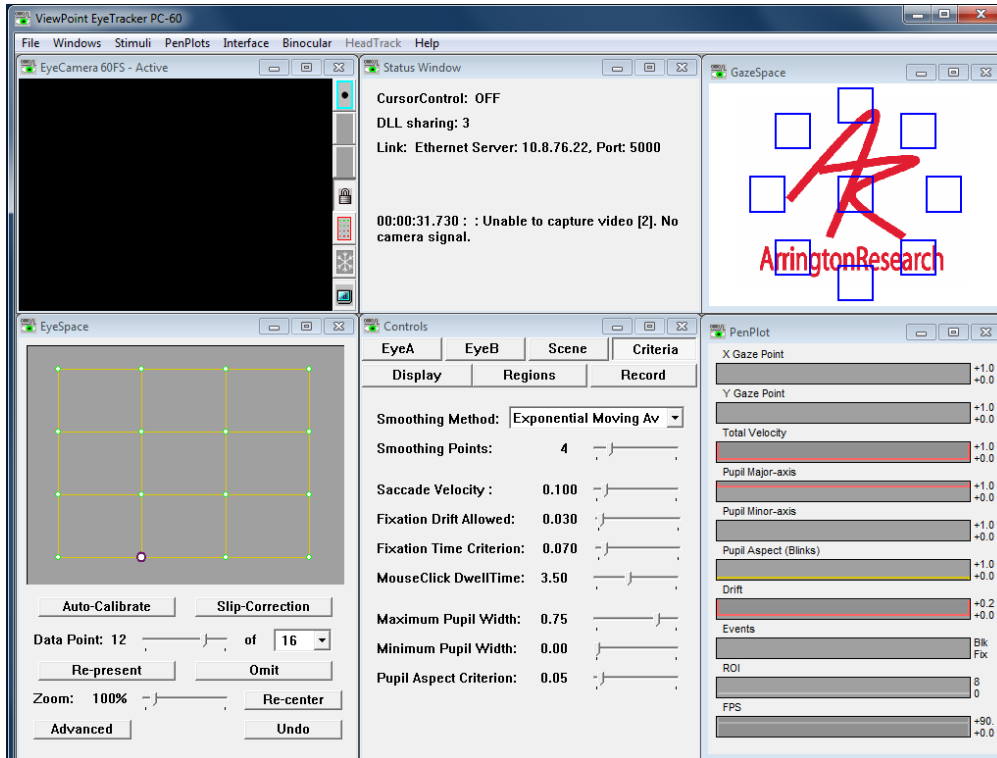 ViewPoint EyeTracker PC-60
File Windows Stimuli PenPlots Interface Binocular HeadTrack Help
EyeCamera 60FS - Active
Status Window
CursorControl: OFF
DLL sharing: 3
Link: Ethernet Server: 10.8.76.22, Port: 5000
00:00:31.730 : : Unable to capture video [2]. No
camera signal.
GazeSpace
ArringtonResearch
EyeSpace
Auto-Calibrate Slip-Correction
Data Point: 12 of 16
Re-present Omit
Zoom: 100% Re-center
Advanced Undo
Controls
EyeA EyeB Scene Criteria
Display Regions Record
Smoothing Method: Exponential Moving Av
Smoothing Points: 4
Saccade Velocity : 0.100
Fixation Drift Allowed: 0.030
Fixation Time Criterion: 0.070
MouseClick DwellTime: 3.50
Maximum Pupil Width: 0.75
Minimum Pupil Width: 0.00
Pupil Aspect Criterion: 0.05
PenPlot
X Gaze Point
+1.0
+0.0
Y Gaze Point
+1.0
+0.0
Total Velocity
+1.0
+0.0
Pupil Major-axis
+1.0
+0.0
Pupil Minor-axis
+1.0
+0.0
Pupil Aspect (Blinks)
+1.0
+0.0
Drift
+0.2
+0.0
Events
Blk
Fix
ROI
8
0
FPS
+90.
+0.0